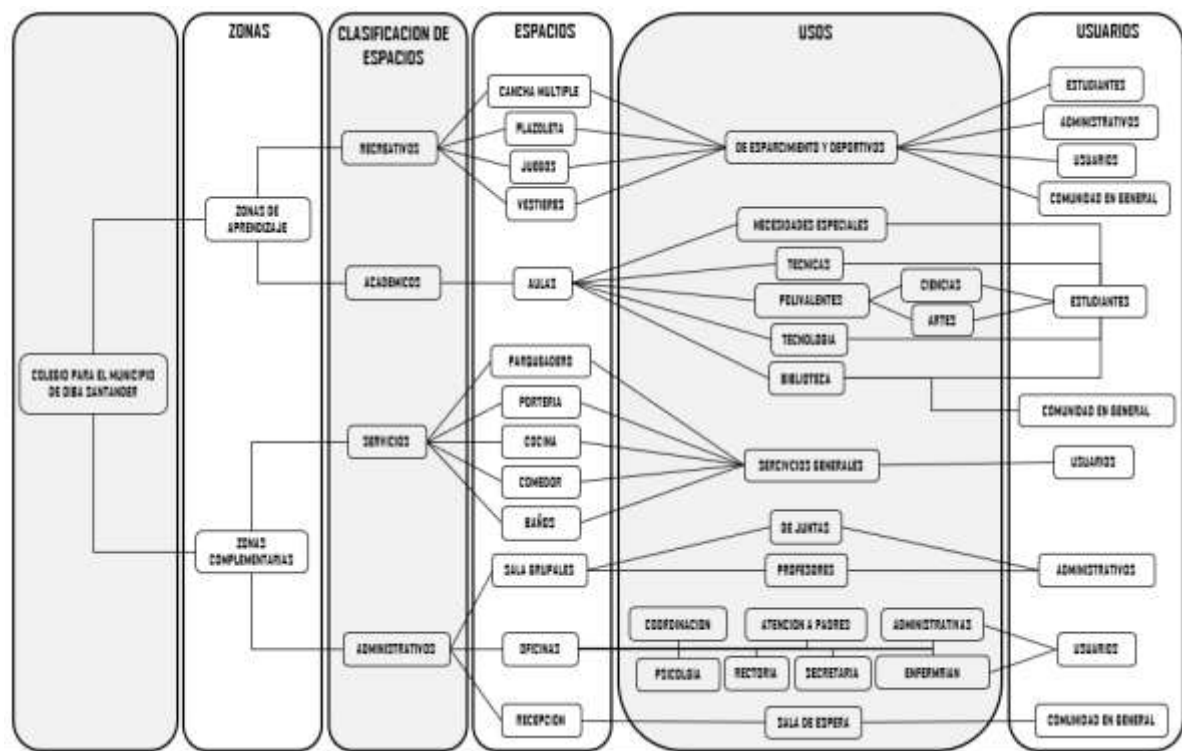 ZONAS
CLASIFICACION DE
ESPACIOS
ESPACIOS
USOS
USUARIOS
COLEGIO PARA EL MUNICIPIO
DE OIBA SANTANDER
ZONAS DE
APRENDIZAJE
ZONAS
COMPLEMENTARIAS
RECREATIVOS
ACADEMICOS
SERVICIOS
ADMINISTRATIVOS
CANCHA MULTIPLE
PLAZOLETA
JUEGOS
VESTIERES
AULAS
PARQUEADERO
PORTERIA
COCINA
COMEDOR
BAÑOS
SALA GRUPALES
OFICINAS
RECEPCION
DE ESPARCIMIENTO Y DEPORTIVOS
NECESIDADES ESPECIALES
TECNICAS
POLIVALENTES
CIENCIAS
ARTES
TECNOLOGIA
BIBLIOTECA
SERCVICIOS GENERALES
DE JUNTAS
PROFESORES
COORDINACION
ATENCION A PADRES
ADMINISTRATIVAS
PSICOLGIA
RECTORIA
SECRETARIA
ENFERMRIAN
SALA DE ESPERA
ESTUDIANTES
ADMINISTRATIVOS
USUARIOS
COMUNIDAD EN GENERAL
ESTUDIANTES
COMUNIDAD EN GENERAL
USUARIOS
ADMINISTRATIVOS
USUARIOS
COMUNIDAD EN GENERAL